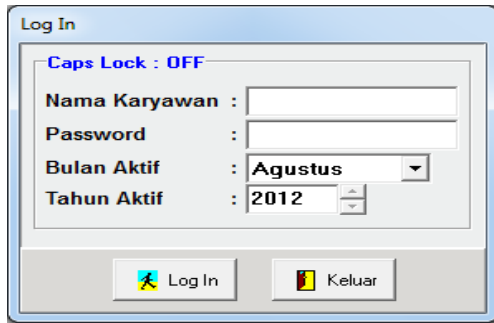 Log In
Caps Lock : OFF
Nama Karyawan :
Password :
Bulan Aktif : Agustus
Tahun Aktif : 2012
Log In Keluar